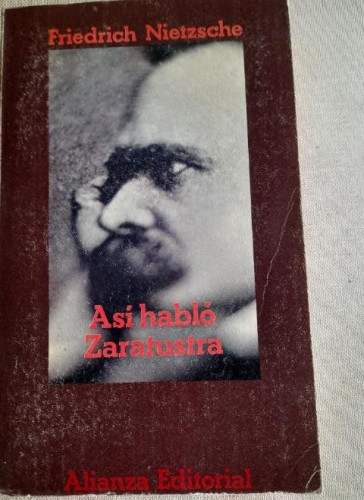 Friedrich Nietzsche
Así habló
Zaratustra
Alianza Editorial